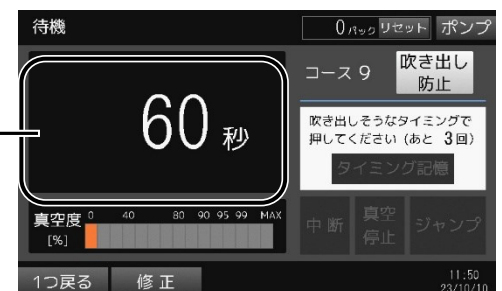 待機
0パック リセット ポンプ
コース 9
吹き出し
防止
60 秒
吹き出しそうなタイミングで
押してください (あと 3回)
タイミング記憶
真空度 0 40 80 90 95 99 MAX
[%]
中断
真空
停止
ジャンプ
1つ戻る 修正
11:50
23/10/10